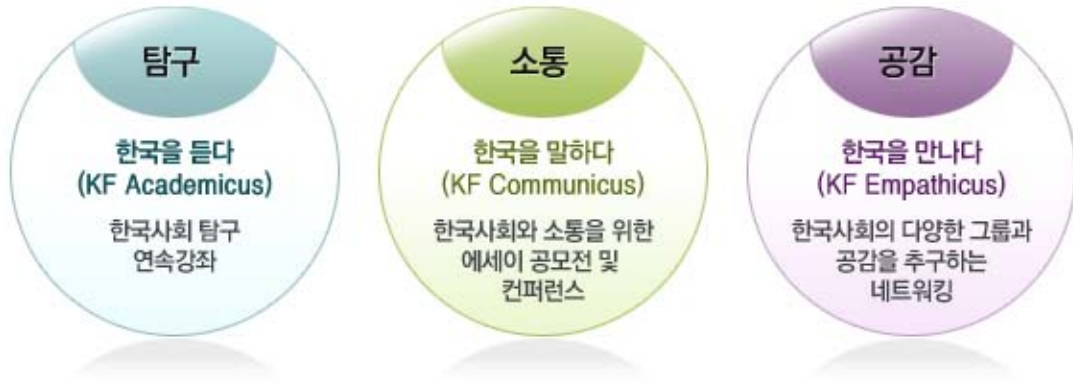 탐구
한국을 듣다
(KF Academicus)
한국사회 탐구
연속강좌
소통
한국을 말하다
(KF Communicus)
한국사회와 소통을 위한
에세이 공모전 및
컨퍼런스
공감
한국을 만나다
(KF Empathicus)
한국사회의 다양한 그룹과
공감을 추구하는
네트워킹